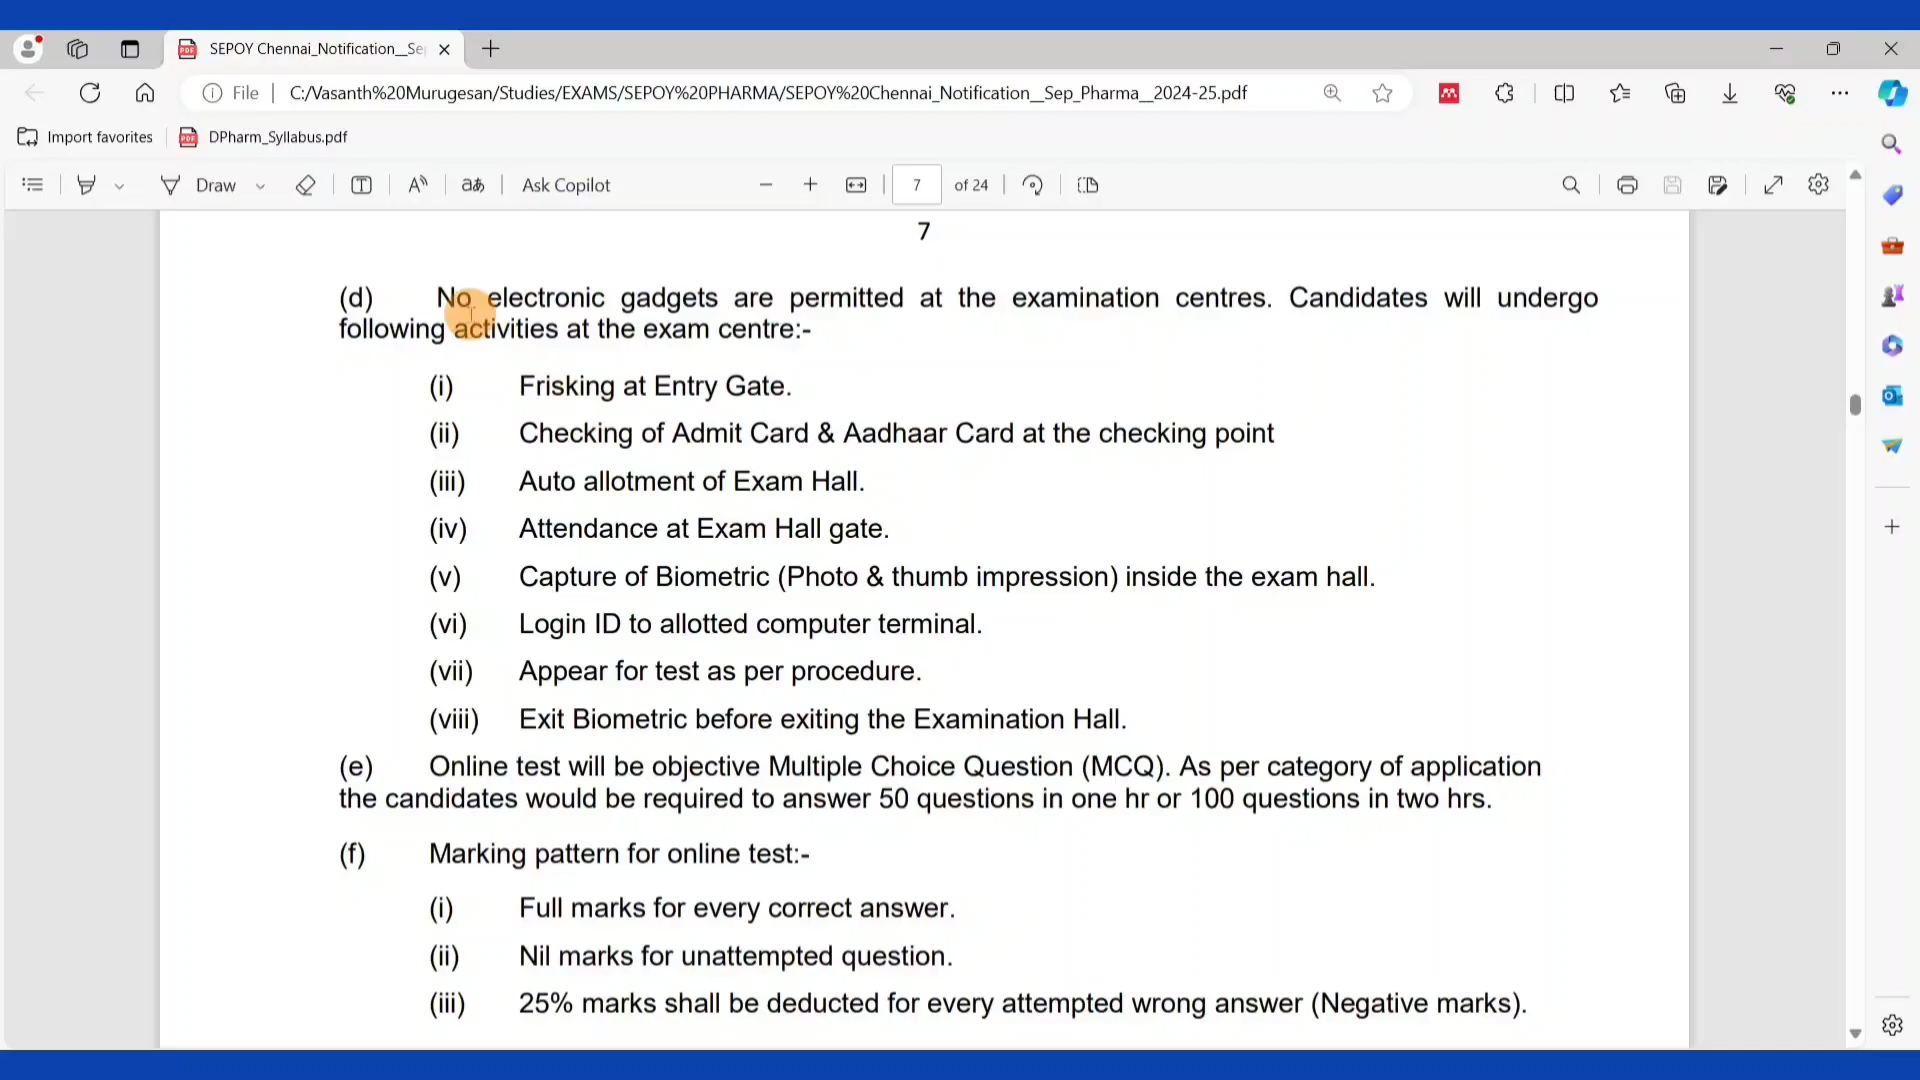 SEPOY Chennai_Notification__Se
File
C:/Vasanth%20Murugesan/Studies/EXAMS/SEPOY%20PHARMA/SEPOY%20Chennai_Notification__Sep_Pharma__2024-25.pdf
Import favorites
DPharm_Syllabus.pdf
Draw
aあ
Ask Copilot
7
of 24
7
(d) No electronic gadgets are permitted at the examination centres. Candidates will undergo
following activities at the exam centre:-
(i) Frisking at Entry Gate.
(ii) Checking of Admit Card & Aadhaar Card at the checking point
(iii) Auto allotment of Exam Hall.
(iv) Attendance at Exam Hall gate.
(v) Capture of Biometric (Photo & thumb impression) inside the exam hall.
(vi) Login ID to allotted computer terminal.
(vii) Appear for test as per procedure.
(viii) Exit Biometric before exiting the Examination Hall.
(e) Online test will be objective Multiple Choice Question (MCQ). As per category of application
the candidates would be required to answer 50 questions in one hr or 100 questions in two hrs.
(f) Marking pattern for online test:-
(i) Full marks for every correct answer.
(ii) Nil marks for unattempted question.
(iii) 25% marks shall be deducted for every attempted wrong answer (Negative marks).